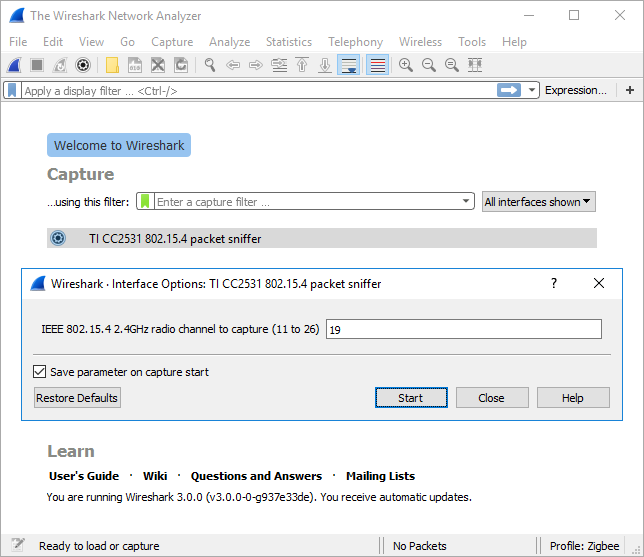 The Wireshark Network Analyzer
File Edit View Go Capture Analyze Statistics Telephony Wireless Tools Help
Apply a display filter ... <Ctrl-/> Expression... +
Welcome to Wireshark
Capture
...using this filter: Enter a capture filter ... All interfaces shown
TI CC2531 802.15.4 packet sniffer
Wireshark · Interface Options: TI CC2531 802.15.4 packet sniffer ?
IEEE 802.15.4 2.4GHz radio channel to capture (11 to 26) 19
Save parameter on capture start
Restore Defaults Start Close Help
Learn
User's Guide · Wiki · Questions and Answers · Mailing Lists
You are running Wireshark 3.0.0 (v3.0.0-0-g937e33de). You receive automatic updates.
Ready to load or capture No Packets Profile: Zigbee